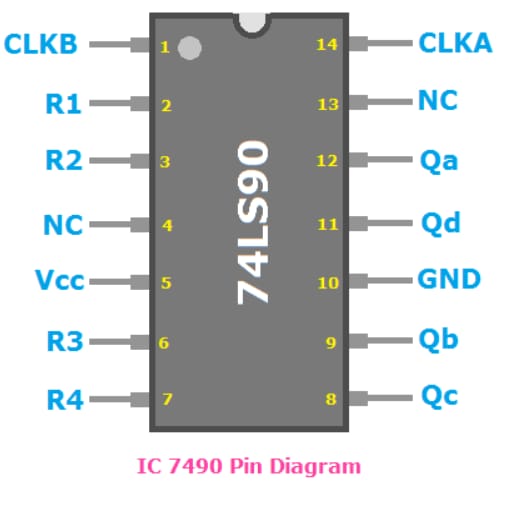 CLKB 1 14 CLKA
R1 2 13 NC
R2 3 12 Qa
74LS90
NC 4 11 Qd
Vcc 5 10 GND
R3 6 9 Qb
R4 7 8 Qc
IC 7490 Pin Diagram